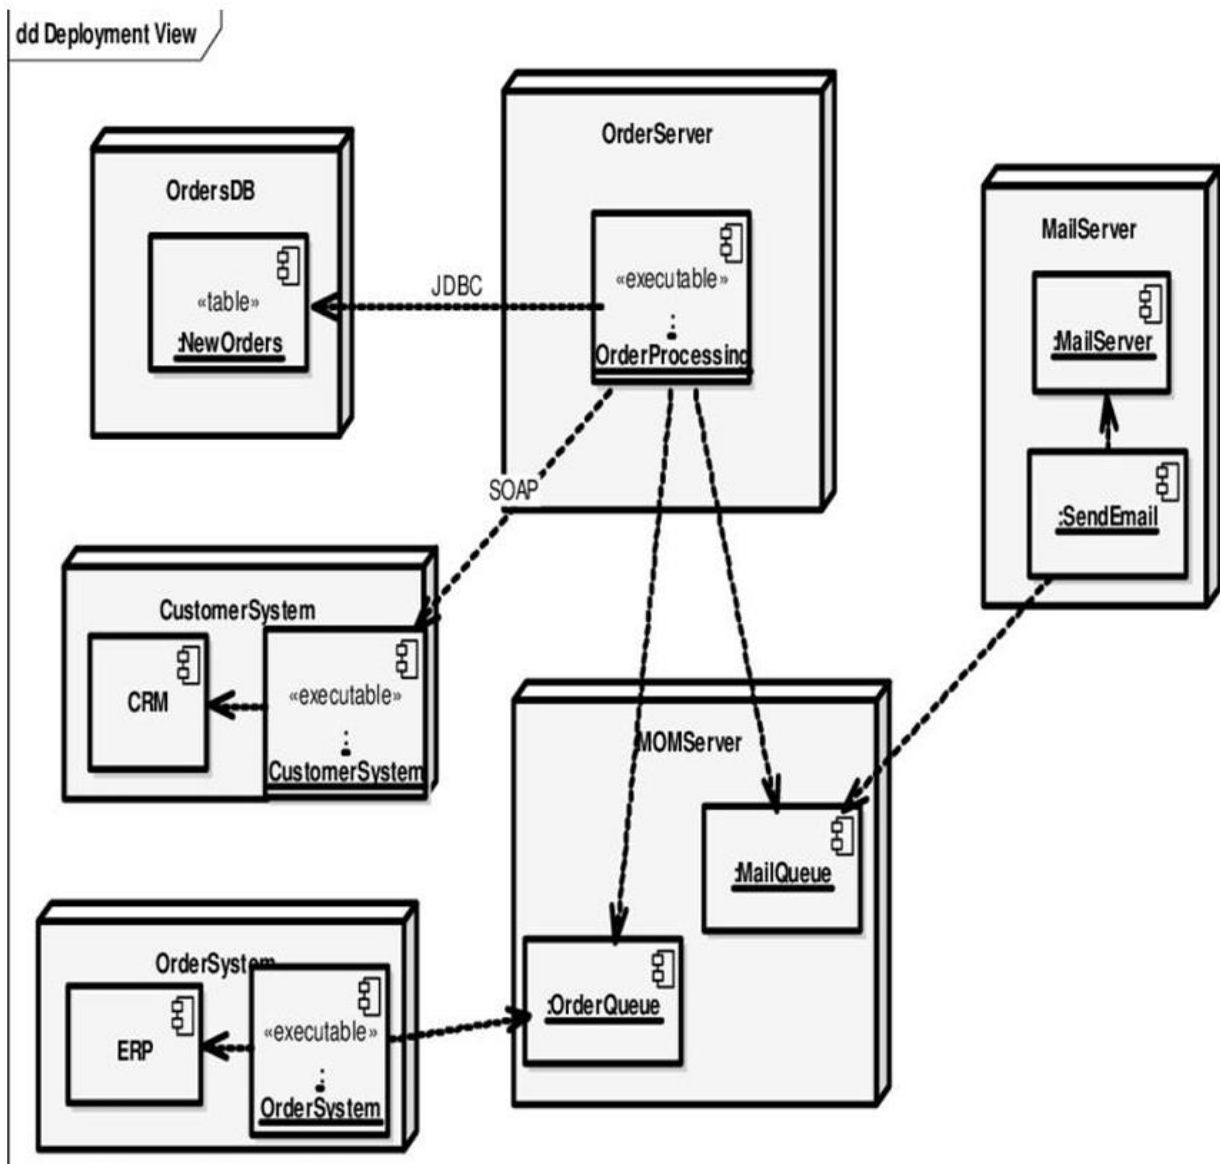 dd Deployment View
OrderServer
OrdersDB
MailServer
«table»
:NewOrders
JDBC
«executable»
:
OrderProcessing
:MailServer
:SendEmail
SOAP
CustomerSystem
CRM
«executable»
:
CustomerSystem
MOMServer
:MailQueue
OrderSystem
ERP
«executable»
:
OrderSystem
:OrderQueue